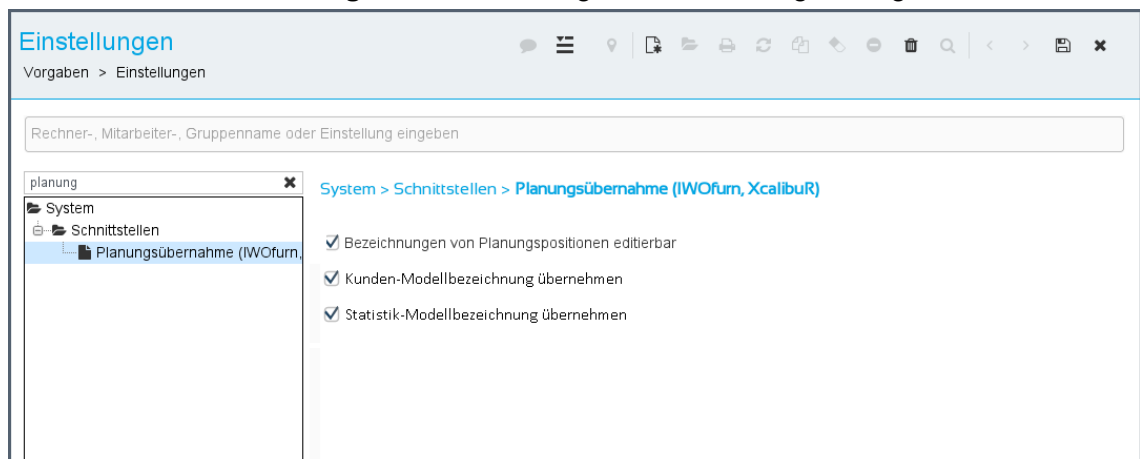 Einstellungen
Vorgaben > Einstellungen
Rechner-, Mitarbeiter-, Gruppenname oder Einstellung eingeben
planung
System > Schnittstellen > Planungsübernahme (IWOfurn, XcalibuR)
System
Schnittstellen
Planungsübernahme (IWOfurn,
Bezeichnungen von Planungspositionen editierbar
Kunden-Modellbezeichnung übernehmen
Statistik-Modellbezeichnung übernehmen